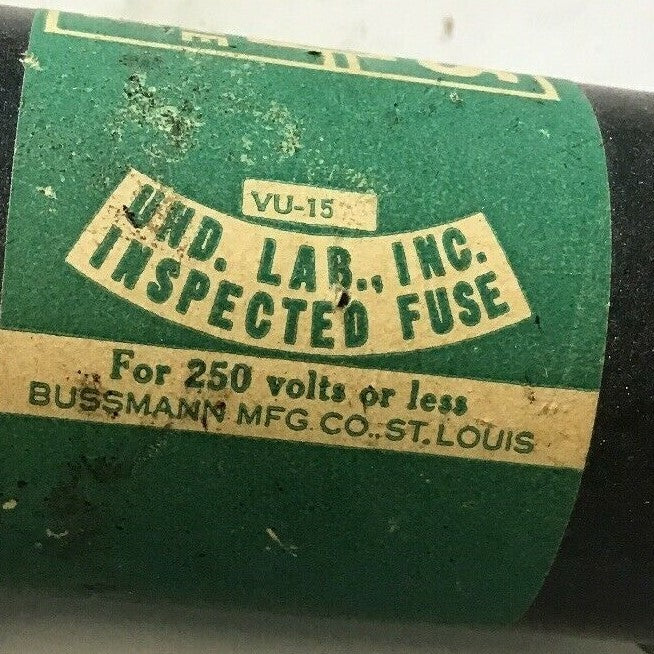 VU-15
UND. LAB., INC.
INSPECTED FUSE
For 250 volts or less
BUSSMANN MFG. CO., ST. LOUIS